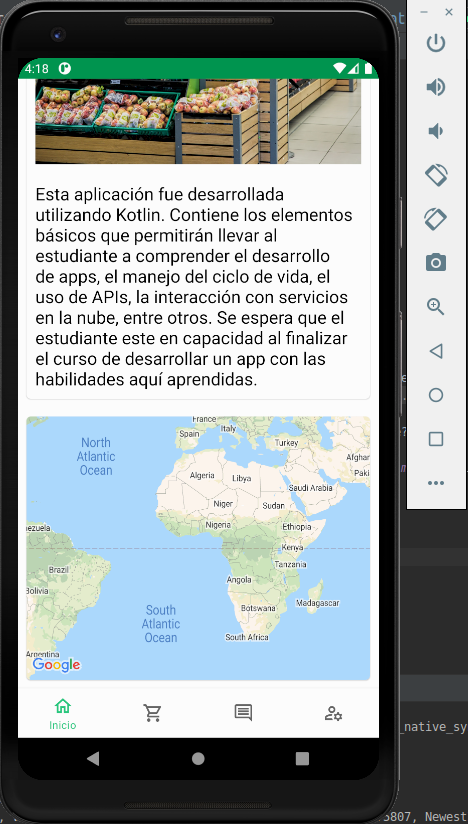 4:18
Esta aplicación fue desarrollada
utilizando Kotlin. Contiene los elementos
básicos que permitirán llevar al
estudiante a comprender el desarrollo
de apps, el manejo del ciclo de vida, el
uso de APIs, la interacción con servicios
en la nube, entre otros. Se espera que el
estudiante este en capacidad al finalizar
el curso de desarrollar un app con las
habilidades aquí aprendidas.
France
Spain
Italy
Turkey
North
Atlantic
Ocean
Afghan
Paki
Algeria
Libya
Saudi Arabia
Niger
Sudan
Nigeria
Ethiopia
ezuela
Kenya
Brazil
Tanzania
Bolivia
Angola
South
Atlantic
Ocean
Botswana
Madagascar
South Africa
Argentina
Google
Inicio
_native_sy
5807, Newest